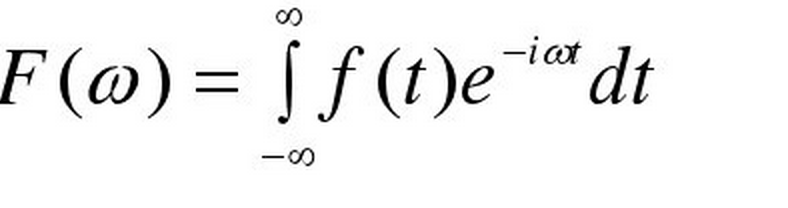 F(ω) = ∫_{-∞}^{∞} f(t)e^{-iωt} dt